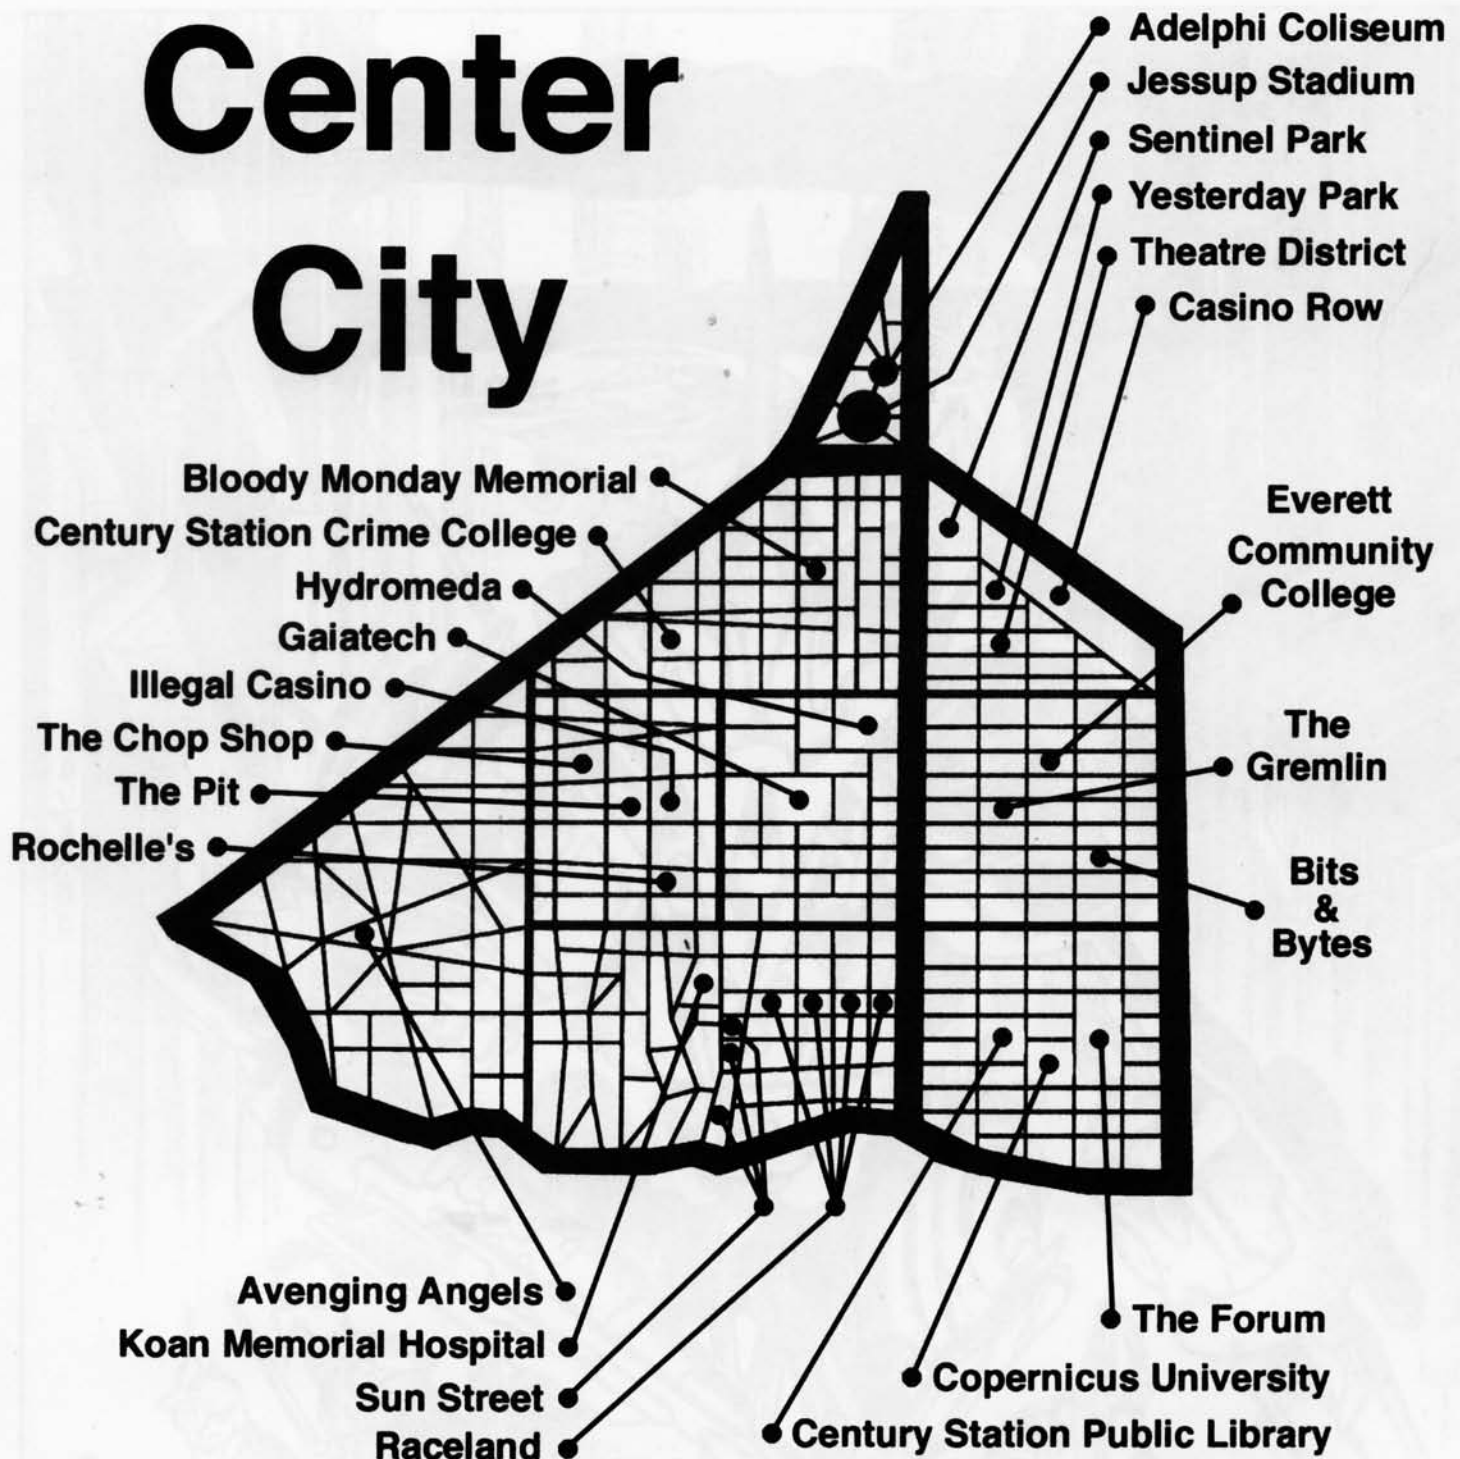 Center
City
Adelphi Coliseum
Jessup Stadium
Sentinel Park
Yesterday Park
Theatre District
Casino Row
Bloody Monday Memorial
Century Station Crime College
Hydromeda
Gaiatech
Illegal Casino
The Chop Shop
The Pit
Rochelle's
Everett
Community
College
The
Gremlin
Bits
&
Bytes
Avenging Angels
Koan Memorial Hospital
Sun Street
Raceland
The Forum
Copernicus University
Century Station Public Library